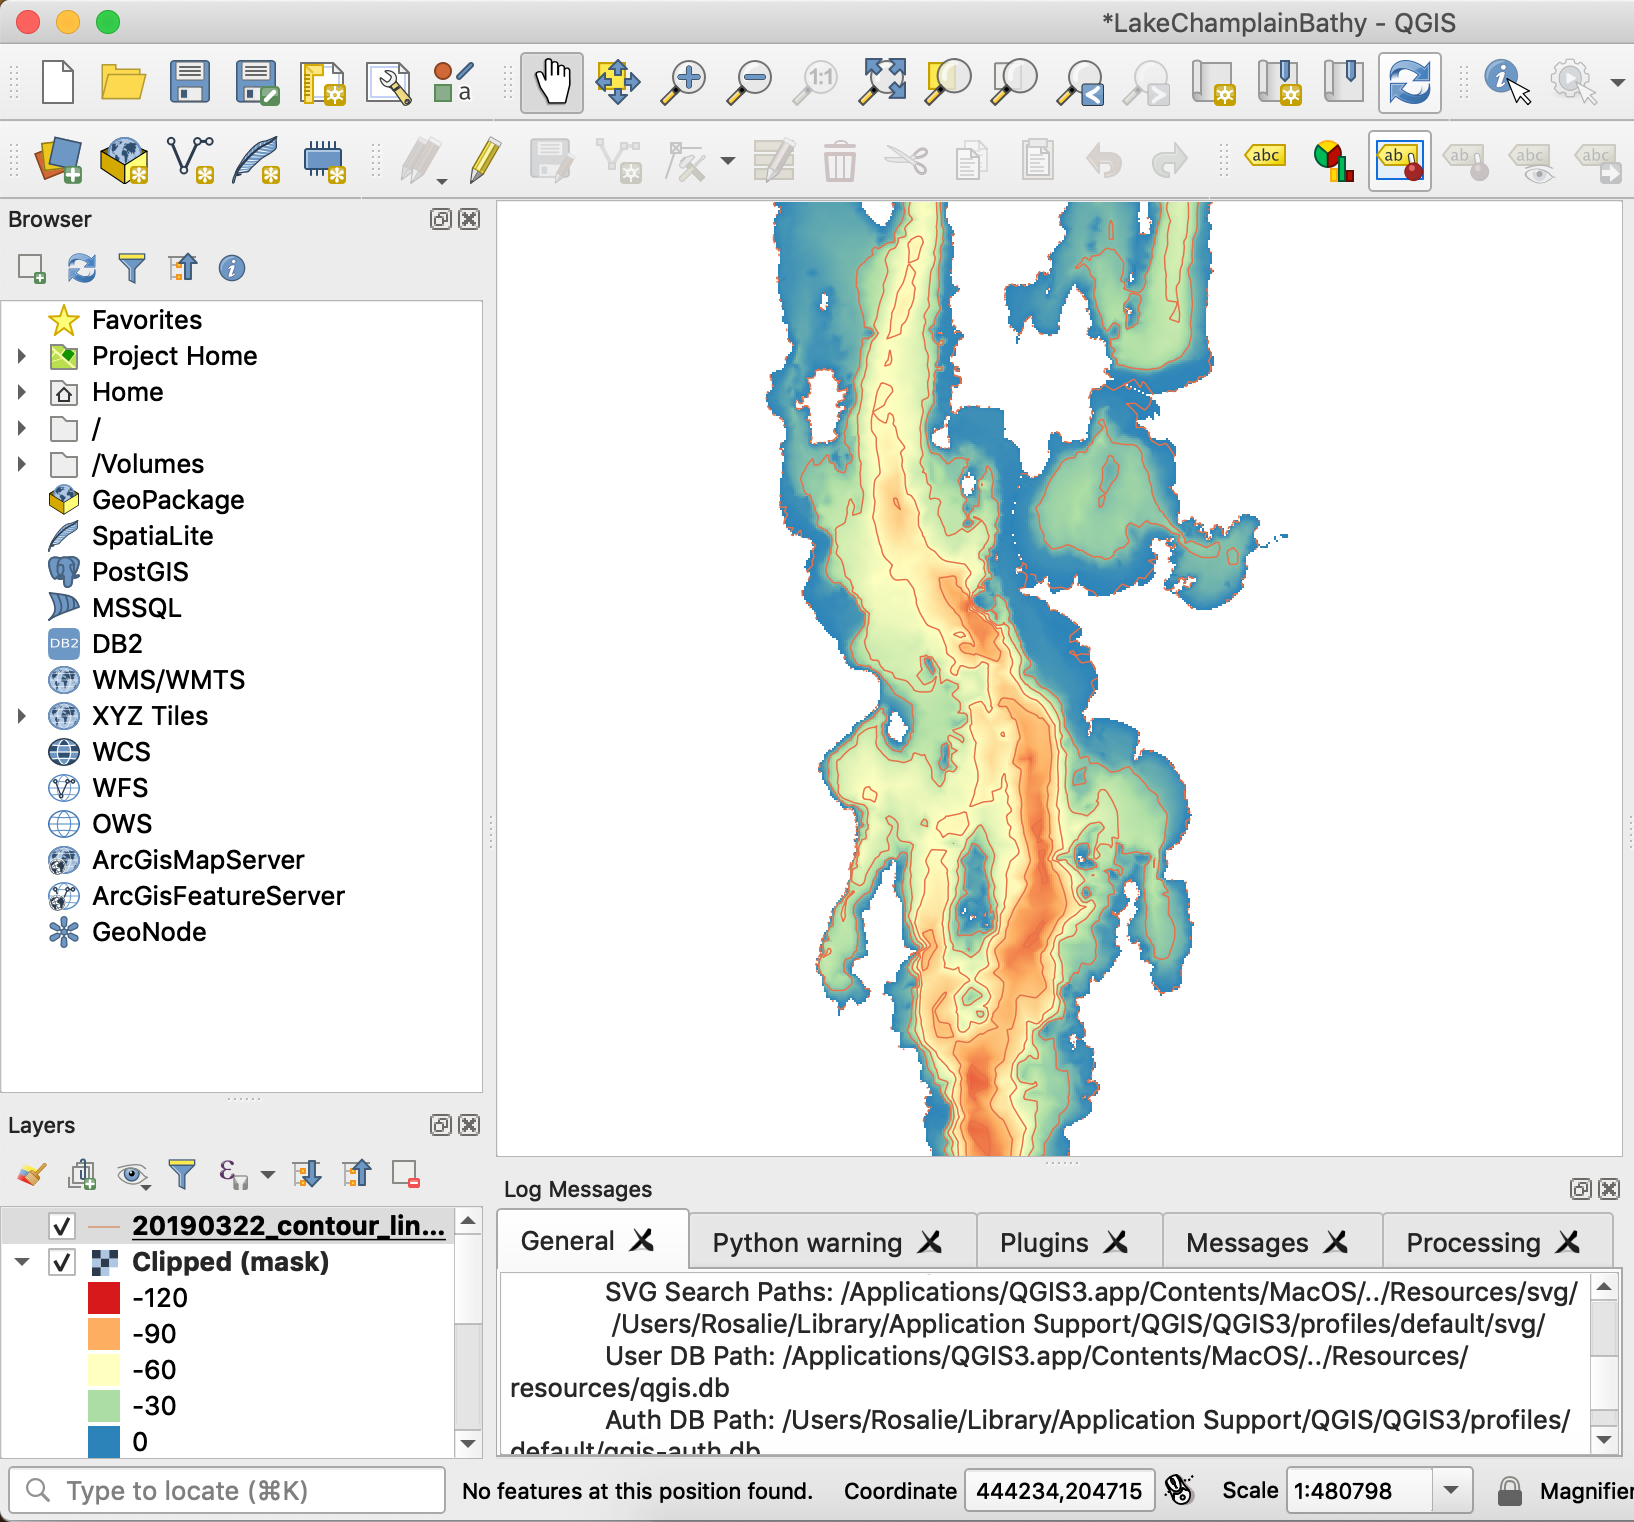 *LakeChamplainBathy - QGIS
1:1
a
abc
ab
ab
abc
abc
Browser
Favorites
Project Home
Home
/
/Volumes
GeoPackage
SpatiaLite
PostGIS
MSSQL
DB2 DB2
WMS/WMTS
XYZ Tiles
WCS
WFS
OWS
ArcGisMapServer
ArcGisFeatureServer
GeoNode
Layers
20190322_contour_lin...
Clipped (mask)
-120
-90
-60
-30
0
Log Messages
General
Python warning
Plugins
Messages
Processing
SVG Search Paths: /Applications/QGIS3.app/Contents/MacOS/../Resources/svg/
/Users/Rosalie/Library/Application Support/QGIS/QGIS3/profiles/default/svg/
User DB Path: /Applications/QGIS3.app/Contents/MacOS/../Resources/
resources/qgis.db
Auth DB Path: /Users/Rosalie/Library/Application Support/QGIS/QGIS3/profiles/
default/qgis-auth.db
Type to locate (⌘K)
No features at this position found.
Coordinate 444234,204715
Scale 1:480798
Magnifier